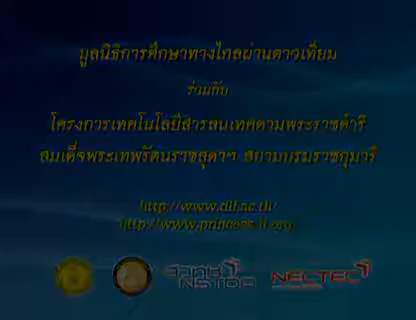 มูลนิธิการศึกษาทางไกลผ่านดาวเทียม
ร่วมกับ
โครงการเทคโนโลยีสารสนเทศตามพระราชดำริ
สมเด็จพระเทพรัตนราชสุดาฯ สยามบรมราชกุมารี
http://www.dlf.ac.th/
http://www.princess-it.org
สวทช
NSTDA
NECTEC